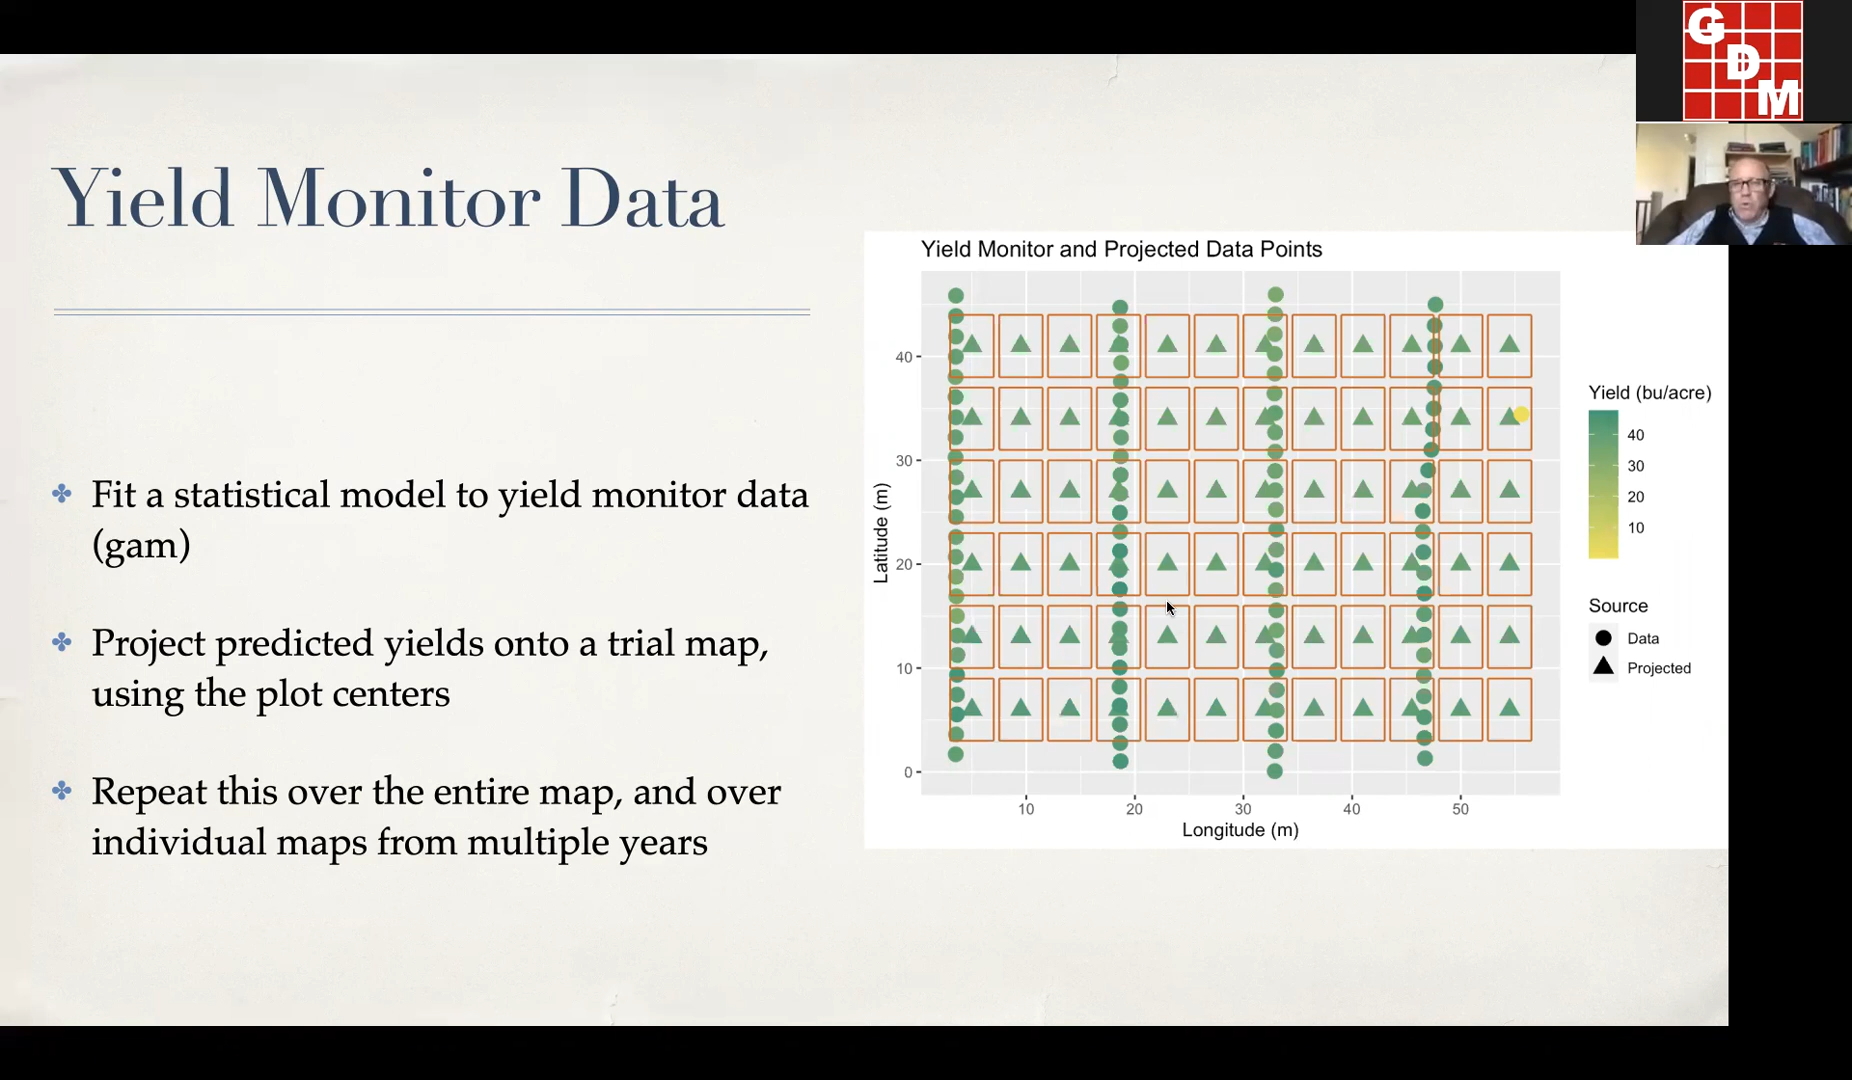 G
D
M
Yield Monitor Data
Fit a statistical model to yield monitor data
(gam)
Project predicted yields onto a trial map,
using the plot centers
Repeat this over the entire map, and over
individual maps from multiple years
Yield Monitor and Projected Data Points
Latitude (m)
40
30
20
10
0
10 20 30 40 50
Longitude (m)
Yield (bu/acre)
40
30
20
10
Source
Data
Projected